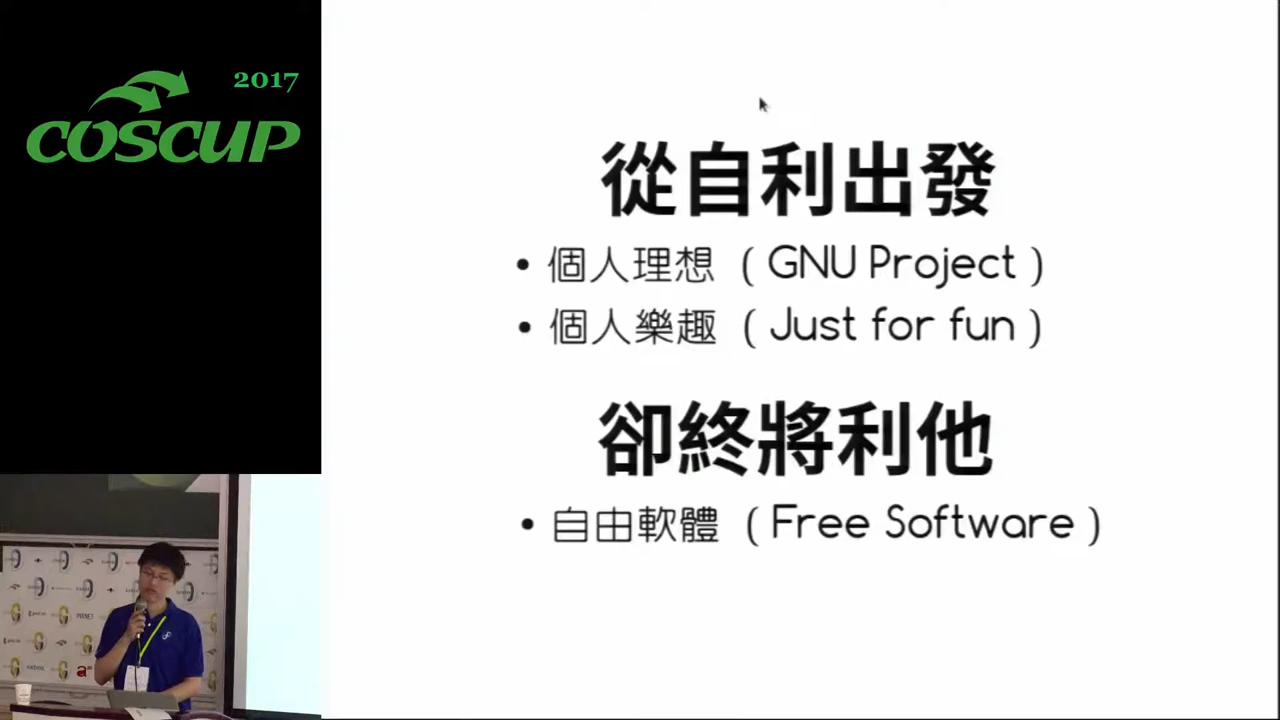 2017
COSCUP
從自利出發
• 個人理想 ( GNU Project )
• 個人樂趣 ( Just for fun )
卻終將利他
• 自由軟體 ( Free Software )